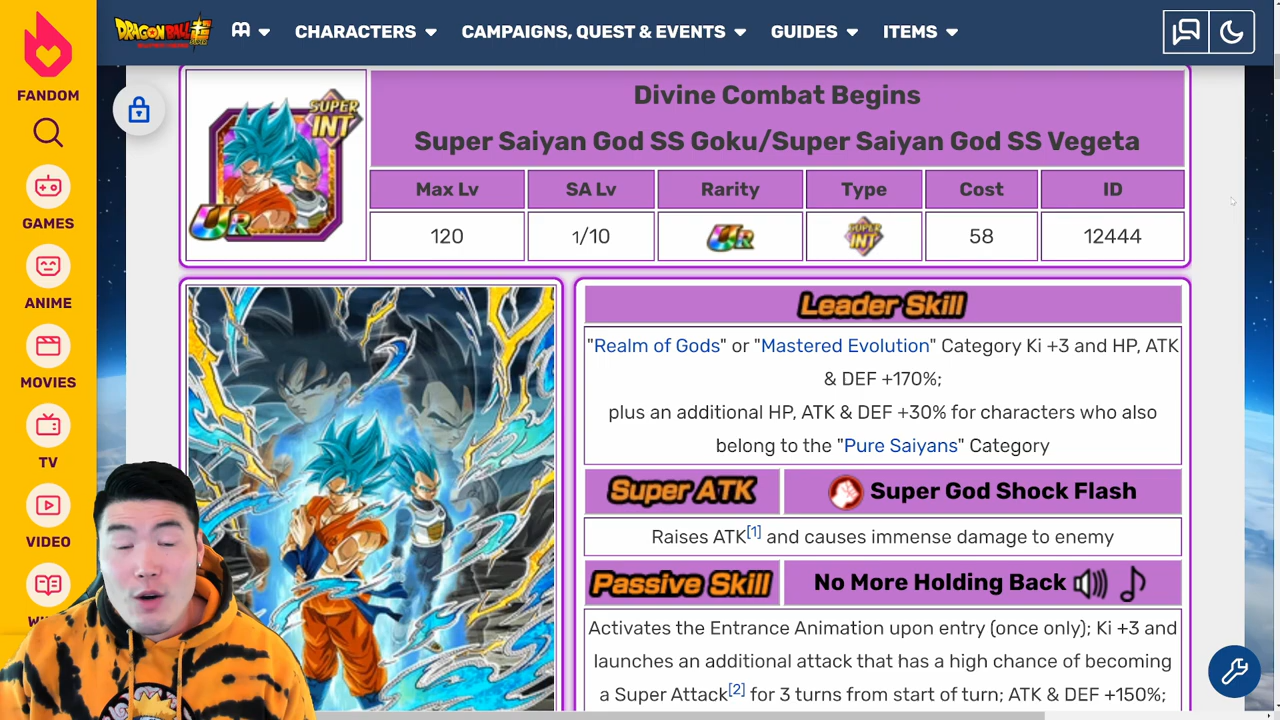 DRAGON BALL
CHARACTERS
CAMPAIGNS, QUEST & EVENTS
GUIDES
ITEMS
FANDOM
GAMES
ANIME
MOVIES
TV
VIDEO
SUPER
INT
UR
Divine Combat Begins
Super Saiyan God SS Goku/Super Saiyan God SS Vegeta
Max Lv
SA Lv
Rarity
Type
Cost
ID
120
1/10
UR
SUPER
INT
58
12444
Leader Skill
"Realm of Gods" or "Mastered Evolution" Category Ki +3 and HP, ATK
& DEF +170%;
plus an additional HP, ATK & DEF +30% for characters who also
belong to the "Pure Saiyans" Category
Super ATK
Super God Shock Flash
Raises ATK[1] and causes immense damage to enemy
Passive Skill
No More Holding Back
Activates the Entrance Animation upon entry (once only); Ki +3 and
launches an additional attack that has a high chance of becoming
a Super Attack[2] for 3 turns from start of turn; ATK & DEF +150%;